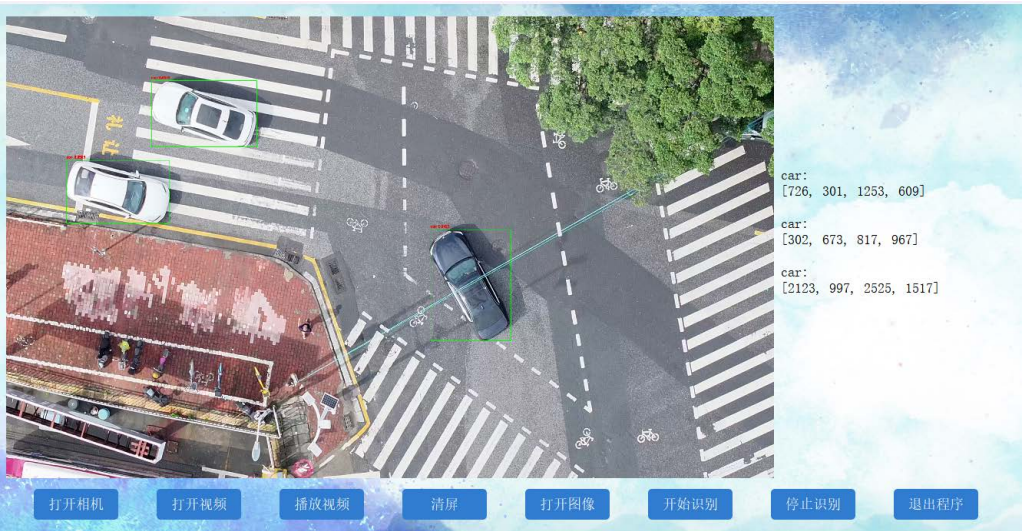 礼让
car:
[726, 301, 1253, 609]
car:
[302, 673, 817, 967]
car:
[2123, 997, 2525, 1517]
打开相机
打开视频
播放视频
清屏
打开图像
开始识别
停止识别
退出程序